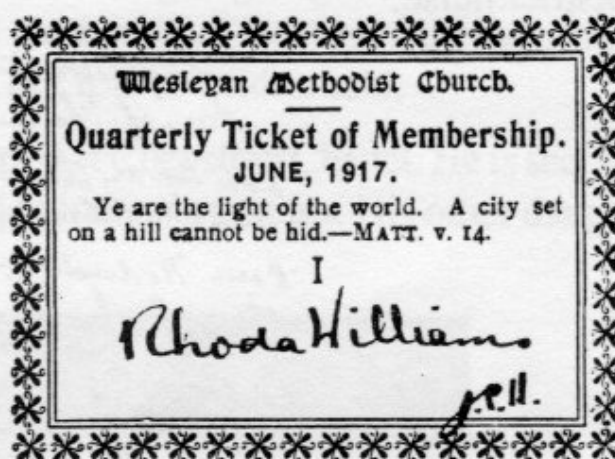 Wesleyan Methodist Church.
Quarterly Ticket of Membership.
JUNE, 1917.
Ye are the light of the world. A city set
on a hill cannot be hid.—MATT. v. 14.
I
Rhoda Williams